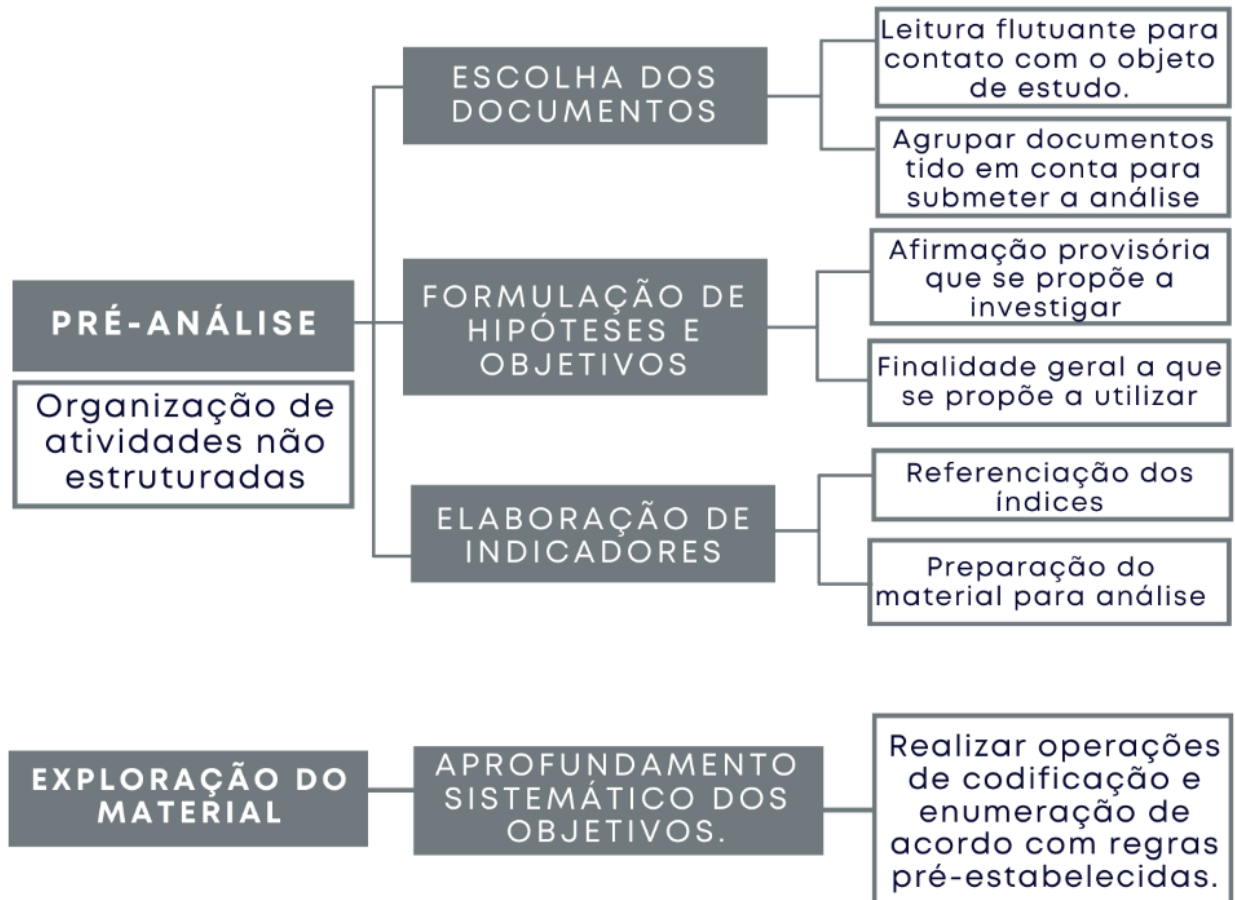 PRÉ-ANÁLISE
Organização de
atividades não
estruturadas
ESCOLHA DOS
DOCUMENTOS
Leitura flutuante para
contato com o objeto
de estudo.
Agrupar documentos
tido em conta para
submeter a análise
FORMULAÇÃO DE
HIPÓTESES E
OBJETIVOS
Afirmação provisória
que se propõe a
investigar
Finalidade geral a que
se propõe a utilizar
ELABORAÇÃO DE
INDICADORES
Referenciação dos
índices
Preparação do
material para análise
EXPLORAÇÃO DO
MATERIAL
APROFUNDAMENTO
SISTEMÁTICO DOS
OBJETIVOS.
Realizar operações
de codificação e
enumeração de
acordo com regras
pré-estabelecidas.